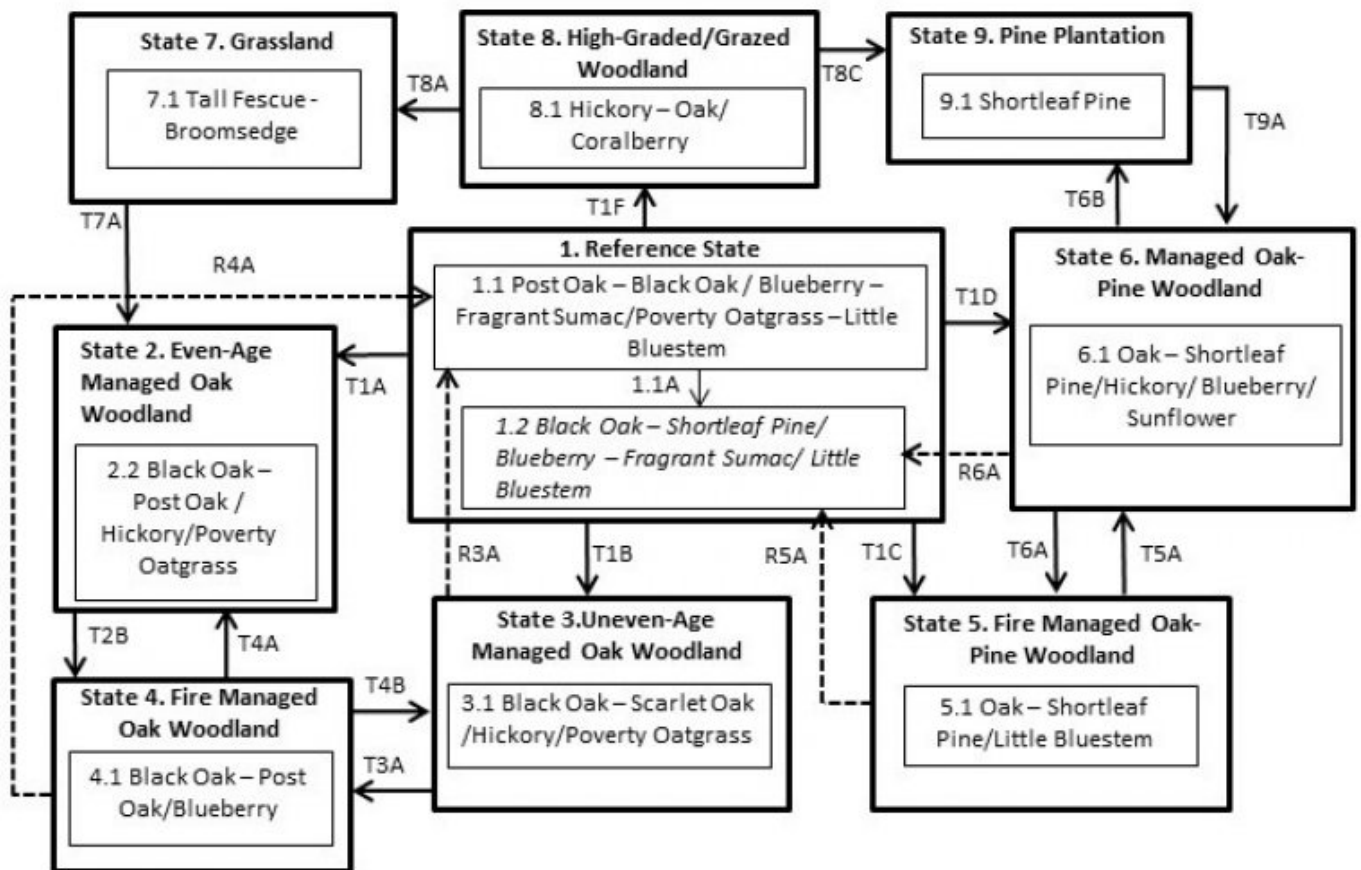 State 7. Grassland
7.1 Tall Fescue -
Broomsedge
T8A
State 8. High-Graded/Grazed
Woodland
8.1 Hickory – Oak/
Coralberry
T8C
State 9. Pine Plantation
9.1 Shortleaf Pine
T9A
T7A
T1F
T6B
R4A
1. Reference State
1.1 Post Oak – Black Oak / Blueberry –
Fragrant Sumac/Poverty Oatgrass – Little
Bluestem
1.1A
1.2 Black Oak – Shortleaf Pine/
Blueberry – Fragrant Sumac/ Little
Bluestem
T1D
State 6. Managed Oak-
Pine Woodland
6.1 Oak – Shortleaf
Pine/Hickory/ Blueberry/
Sunflower
State 2. Even-Age
Managed Oak
Woodland
2.2 Black Oak –
Post Oak /
Hickory/Poverty
Oatgrass
T1A
R6A
R3A
T1B
R5A
T1C
T6A
T5A
T2B
T4A
State 3.Uneven-Age
Managed Oak Woodland
3.1 Black Oak – Scarlet Oak
/Hickory/Poverty Oatgrass
State 5. Fire Managed Oak-
Pine Woodland
5.1 Oak – Shortleaf
Pine/Little Bluestem
State 4. Fire Managed
Oak Woodland
4.1 Black Oak – Post
Oak/Blueberry
T4B
T3A